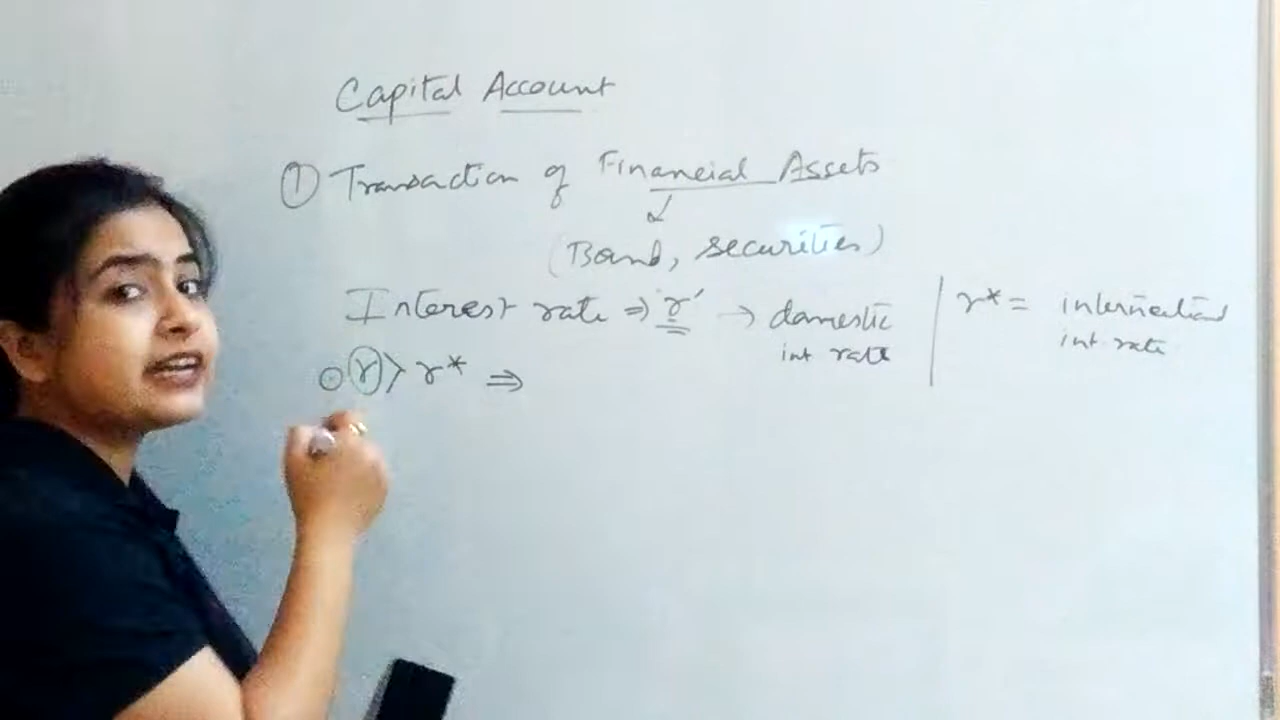 Capital Account
① Transaction of Financial Assets
↙
(Bond, securities)
Interest rate ⇒ 'r' → domestic int rate | r* = international int rate
⊙ r > r* ⇒